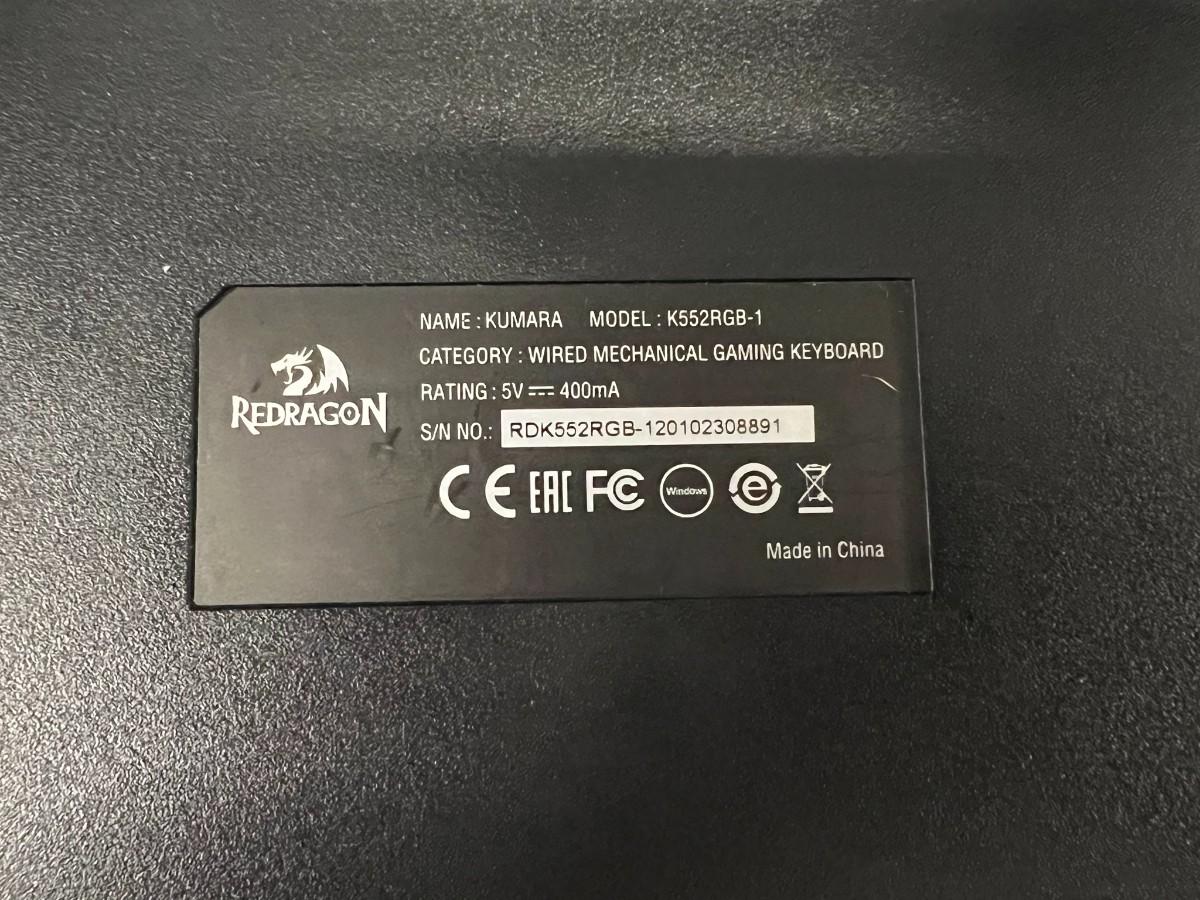 REDRAGON
NAME : KUMARA MODEL : K552RGB-1
CATEGORY : WIRED MECHANICAL GAMING KEYBOARD
RATING : 5V ⎓ 400mA
S/N NO.: RDK552RGB-120102308891
CE EAC FC Windows e
Made in China